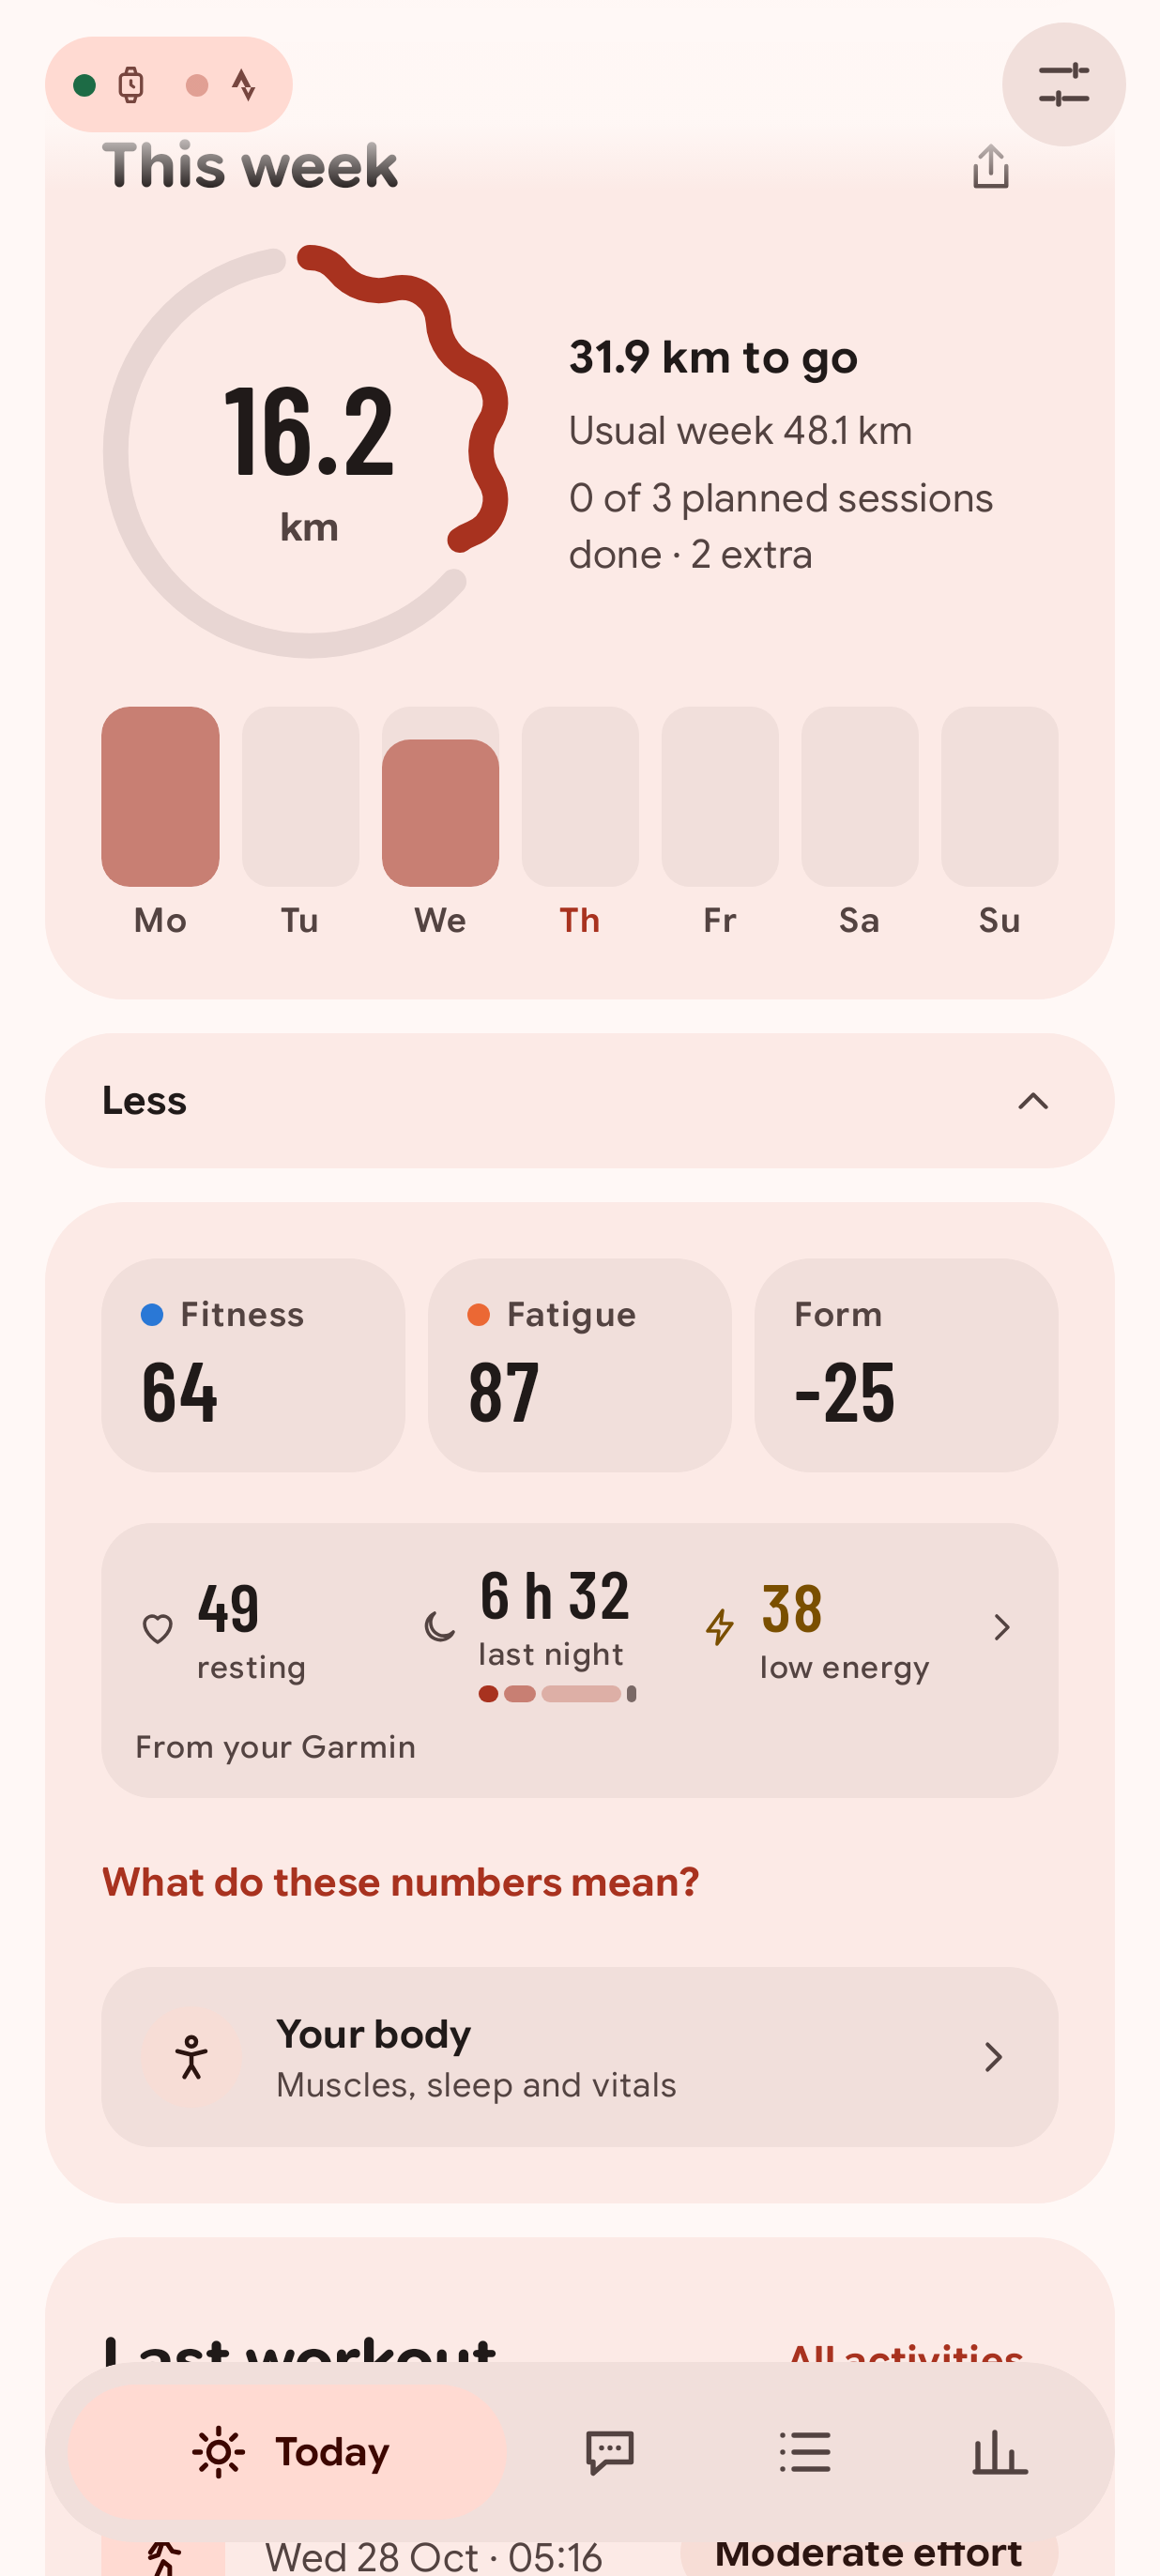 This week
16.2
km
31.9 km to go
Usual week 48.1 km
0 of 3 planned sessions
done · 2 extra
Mo Tu We Th Fr Sa Su
Less
Fitness Fatigue Form
64 87 -25
49 6 h 32 38
resting last night low energy
From your Garmin
What do these numbers mean?
Your body
Muscles, sleep and vitals
Last workout All activities
Today
Wed 28 Oct · 05:16 Moderate effort